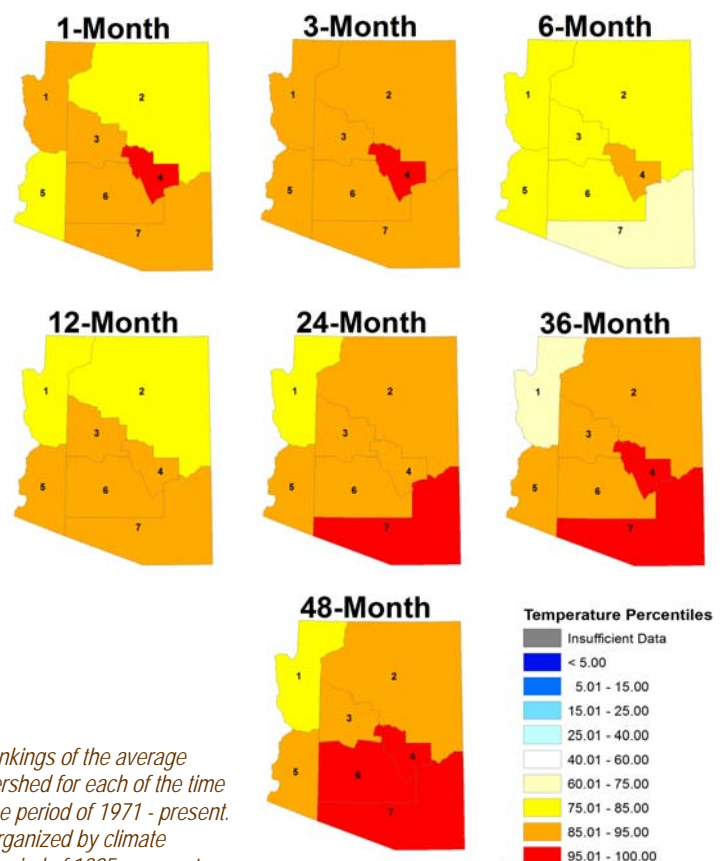 1-Month
3-Month
6-Month
1
2
3
4
5
6
7
1
2
3
4
5
6
7
1
2
3
4
5
6
7
12-Month
24-Month
36-Month
1
2
3
4
5
6
7
1
2
3
4
5
6
7
1
2
3
4
5
6
7
48-Month
1
2
3
4
5
6
7
Temperature Percentiles
Insufficient Data
< 5.00
5.01 - 15.00
15.01 - 25.00
25.01 - 40.00
40.01 - 60.00
60.01 - 75.00
75.01 - 85.00
85.01 - 95.00
95.01 - 100.00
nkings of the average
ershed for each of the time
e period of 1971 - present.
rganized by climate